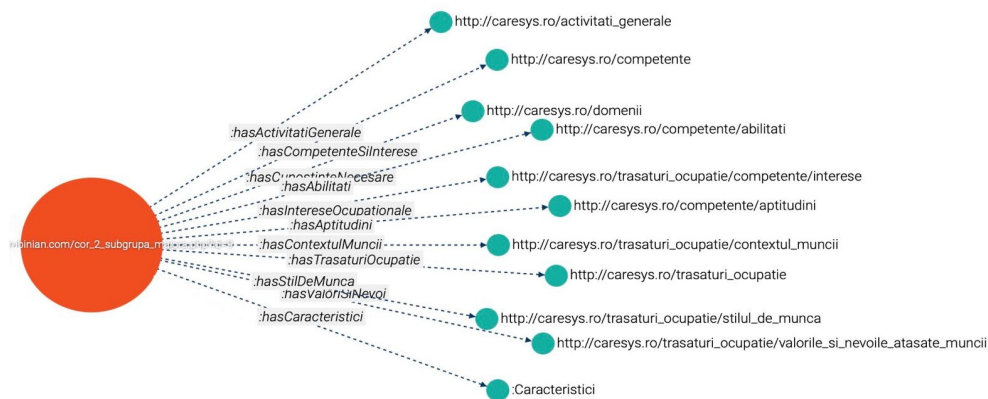 http://caresys.ro/activitati_generale
http://caresys.ro/competente
http://caresys.ro/domenii
http://caresys.ro/competente/abilitati
:hasActivitatiGenerale
:hasCompetenteSiInterese
:hasCunostinteNecesare
:hasAbilitati
http://caresys.ro/trasaturi_ocupatie/competente/interese
http://caresys.ro/competente/aptitudini
:hasIntereseOcupationale
:hasAptitudini
:hasContextulMuncii
http://caresys.ro/trasaturi_ocupatie/contextul_muncii
:hasTrasaturiOcupatie
http://caresys.ro/trasaturi_ocupatie
:hasStilDeMunca
:hasValoriSiNevoi
:hasCaracteristici
http://caresys.ro/trasaturi_ocupatie/stilul_de_munca
http://caresys.ro/trasaturi_ocupatie/valorile_si_nevoile_atasate_muncii
:Caracteristici